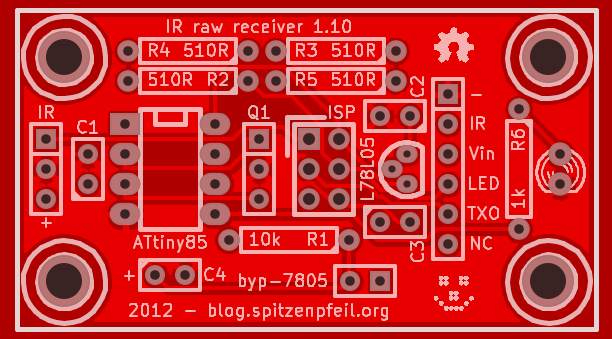 IR raw receiver 1.10
R4 510R
R3 510R
510R R2
R5 510R
C2
-
IR
C1
Q1
ISP
IR
R6
1k
L78L05
Vin
LED
TXO
+
ATtiny85
10k R1
C3
NC
+
C4
byp-7805
2012 - blog.spitzenpfeil.org